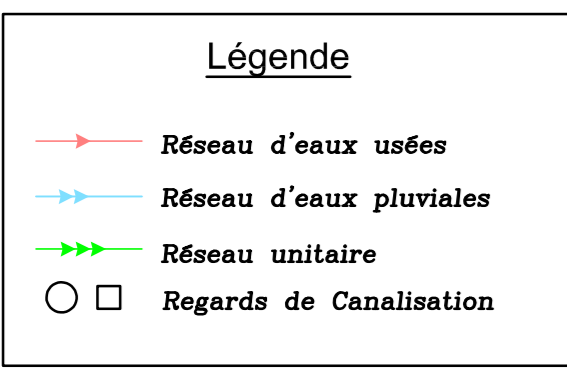 Légende
Réseau d'eaux usées
Réseau d'eaux pluviales
Réseau unitaire
Regards de Canalisation